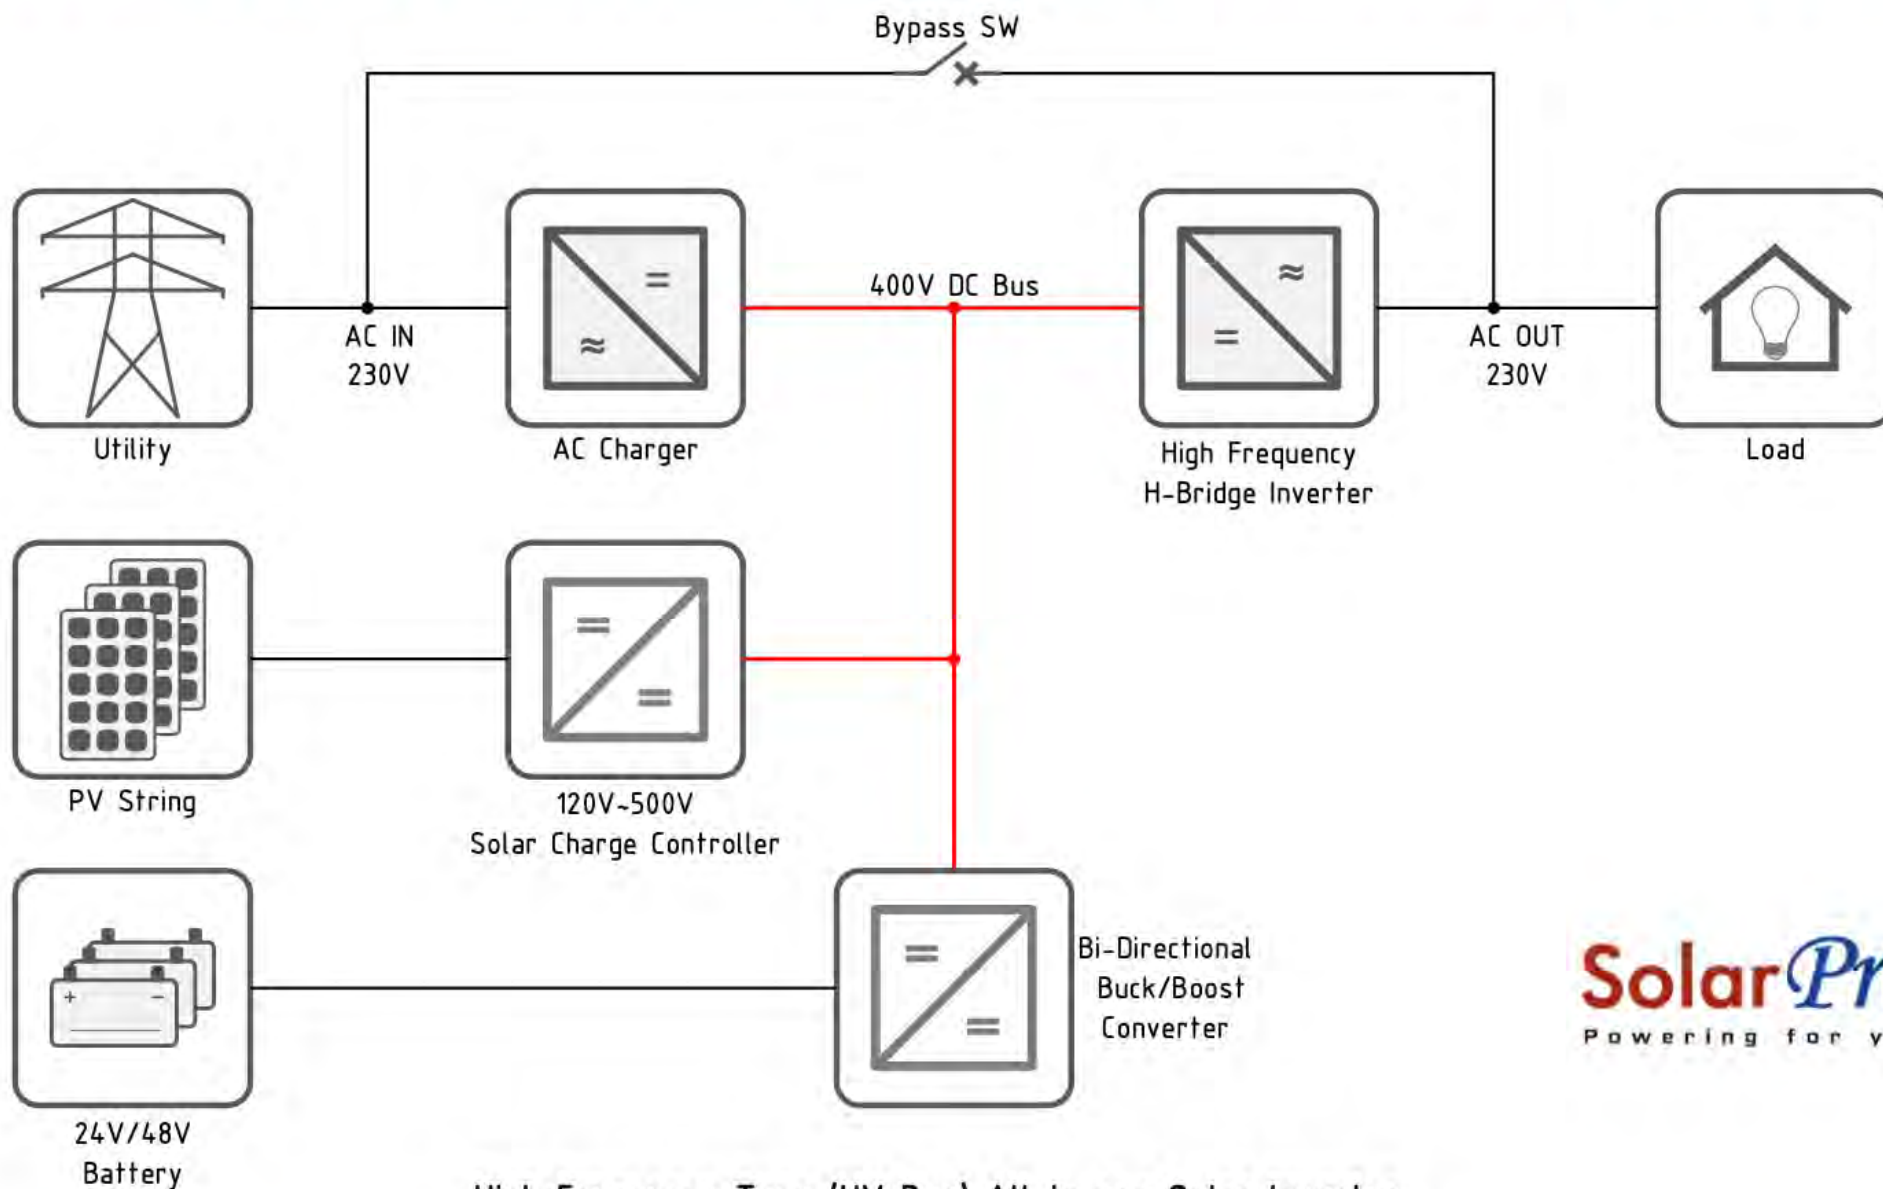 Bypass SW
400V DC Bus
AC IN
230V
AC OUT
230V
Utility
AC Charger
High Frequency
H-Bridge Inverter
Load
PV String
120V~500V
Solar Charge Controller
Bi-Directional
Buck/Boost
Converter
+ -
24V/48V
Battery
Solar
Powering for